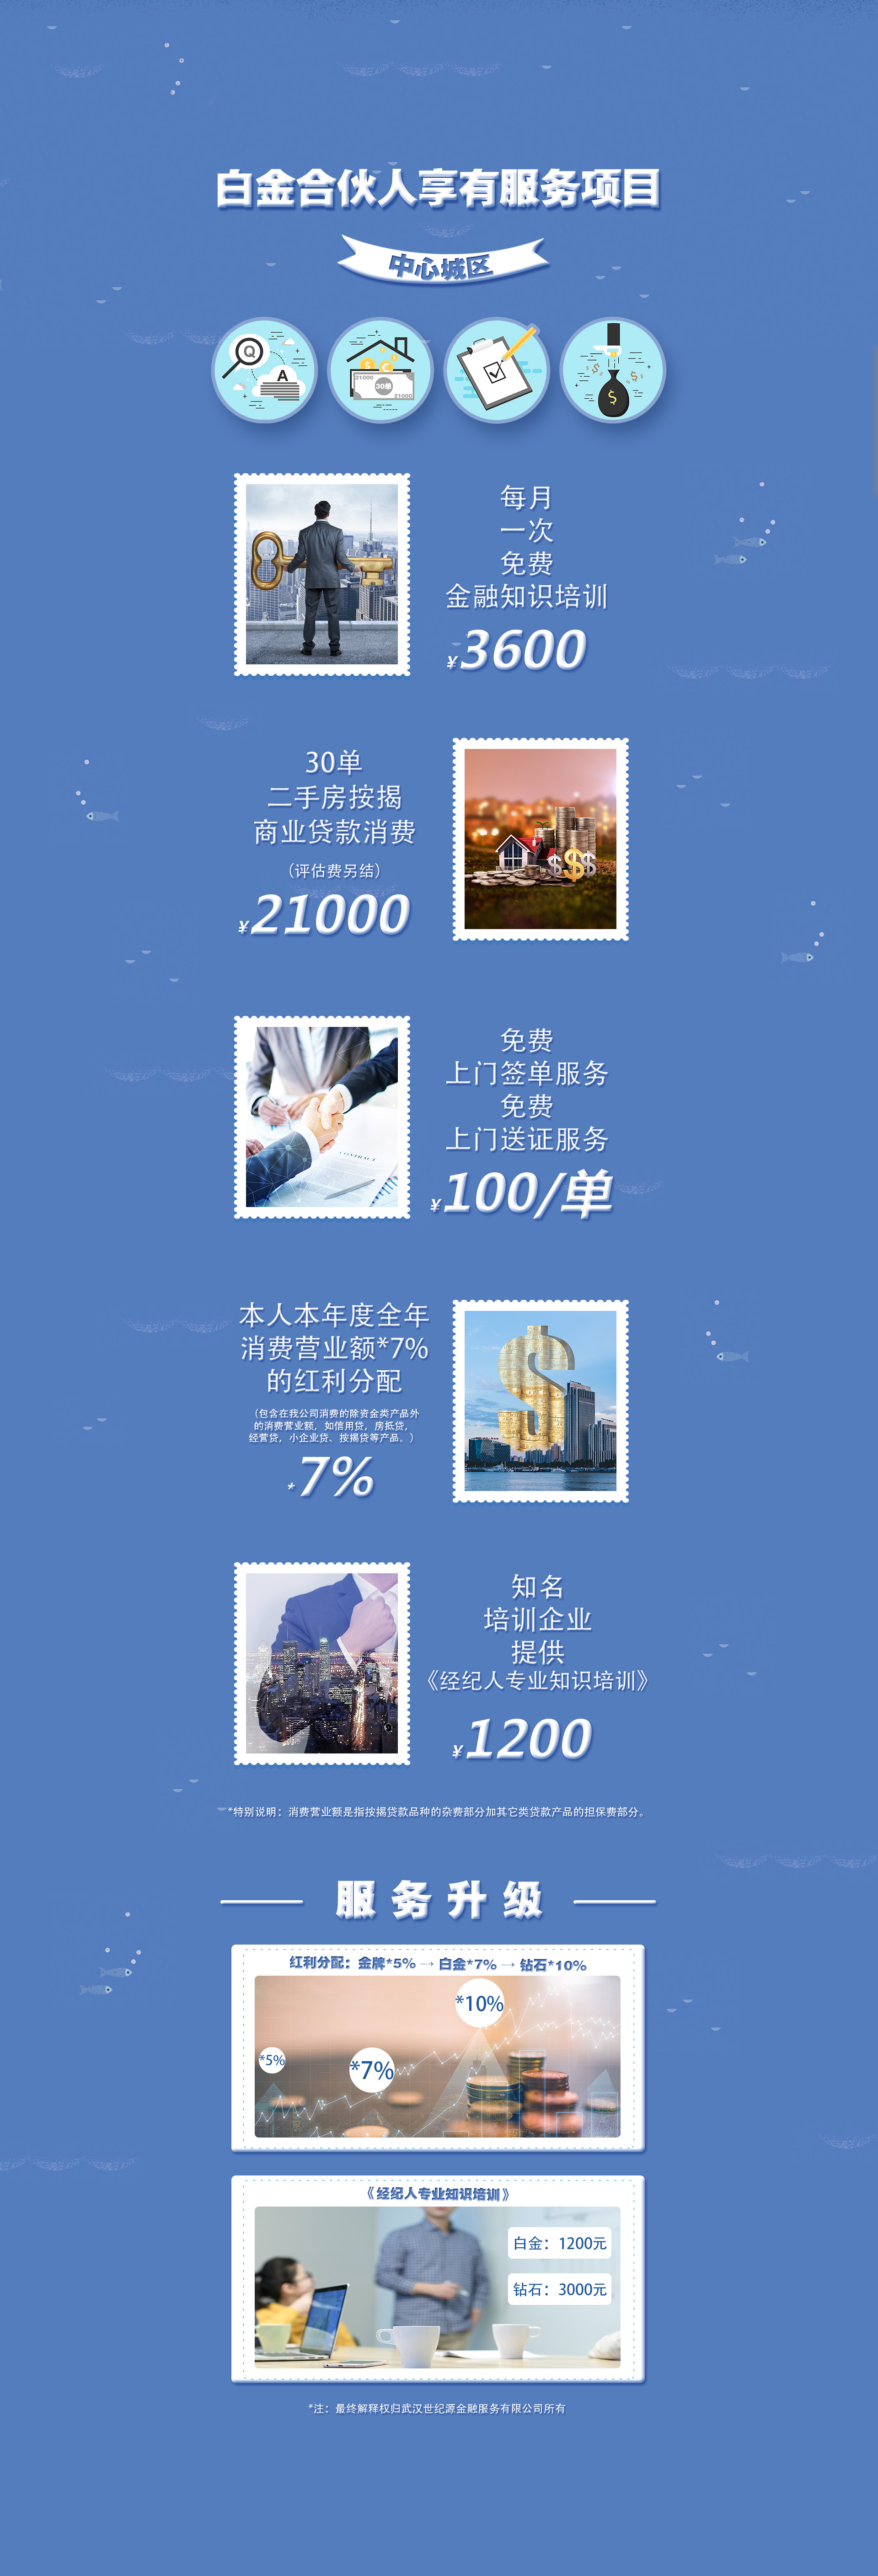 白金合伙人享有服务项目
中心城区
Q
A
$
€
21000
30单
21000
$
$
$
每月
一次
免费
金融知识培训
¥3600
30单
二手房按揭
商业贷款消费
（评估费另结）
¥21000
$$$
免费
上门签单服务
免费
上门送证服务
¥100/单
CONTRACT
本人本年度全年
消费营业额*7%
的红利分配
（包含在我公司消费的除资金类产品外
的消费营业额，如信用贷，房抵贷，
经营贷，小企业贷、按揭贷等产品。）
*7%
知名
培训企业
提供
《经纪人专业知识培训》
¥1200
*特别说明：消费营业额是指按揭贷款品种的杂费部分加其它类贷款产品的担保费部分。
服务升级
红利分配：金牌*5% → 白金*7% → 钻石*10%
*10%
*5%
*7%
《经纪人专业知识培训》
白金：1200元
钻石：3000元
*注：最终解释权归武汉世纪源金融服务有限公司所有